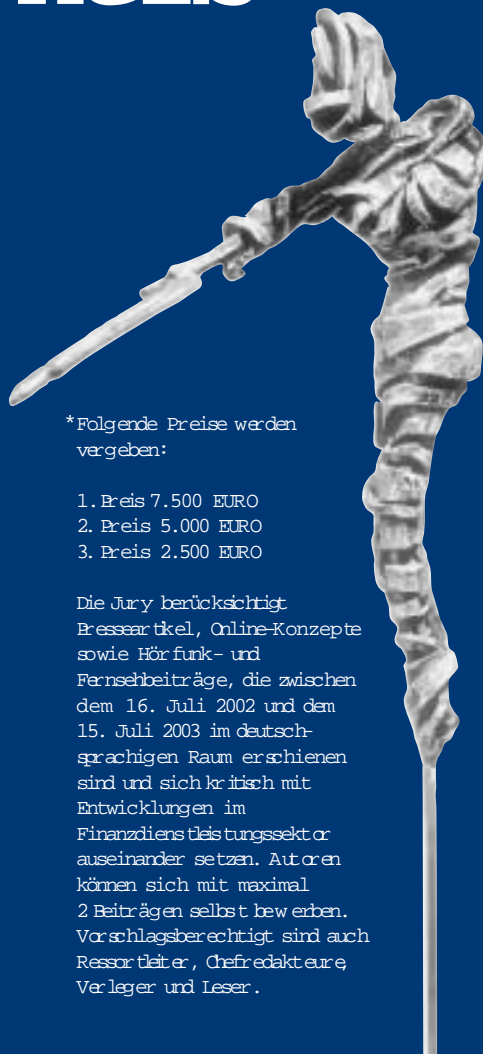 *Folgende Preise werden
vergeben:
1. Preis 7.500 EURO
2. Preis 5.000 EURO
3. Preis 2.500 EURO
Die Jury berücksichtigt
Presseartikel, Online-Konzepte
sowie Hörfunk- und
Fernsehbeiträge, die zwischen
dem 16. Juli 2002 und dem
15. Juli 2003 im deutsch-
sprachigen Raum erschienen
sind und sich kritisch mit
Entwicklungen im
Finanzdienstleistungssektor
auseinander setzen. Autoren
können sich mit maximal
2 Beiträgen selbst bewerben.
Vorschlagsberechtigt sind auch
Ressortleiter, Chefredakteure,
Verleger und Leser.